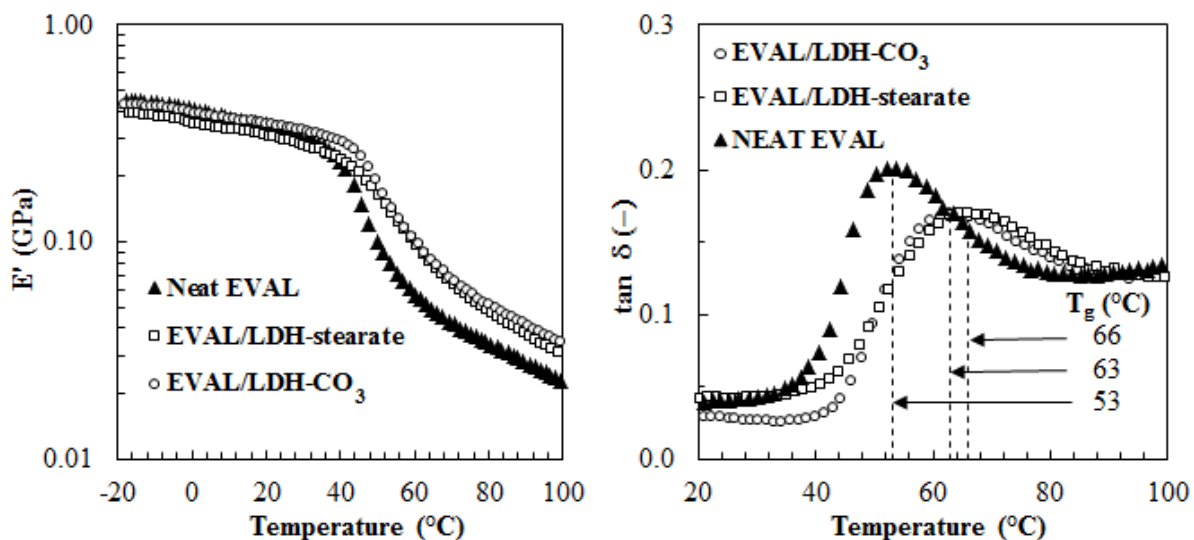 1.00
0.10
0.01
E' (GPa)
Neat EVAL
EVAL/LDH-stearate
EVAL/LDH-CO₃
-20 0 20 40 60 80 100
Temperature (°C)
0.3
0.2
0.1
0.0
tan δ (–)
EVAL/LDH-CO₃
EVAL/LDH-stearate
NEAT EVAL
T_g (°C)
66
63
53
20 40 60 80 100
Temperature (°C)